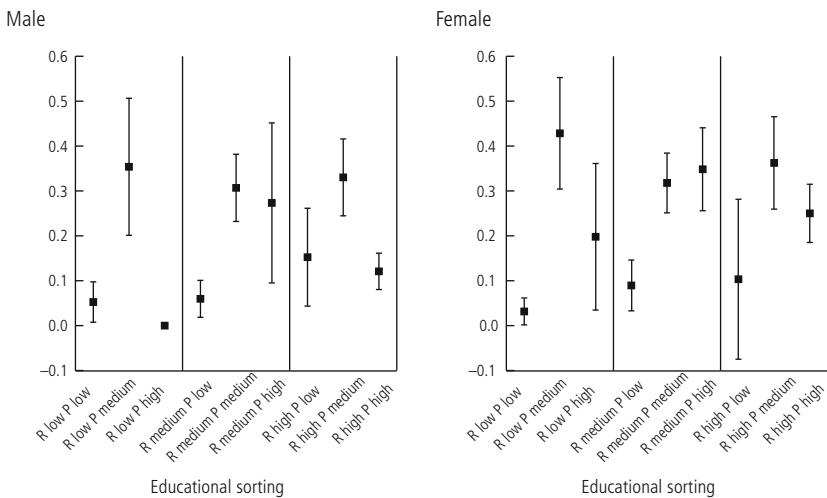 Male
0.6
0.5
0.4
0.3
0.2
0.1
0.0
–0.1
R low P low
R low P medium
R low P high
R medium P low
R medium P medium
R medium P high
R high P low
R high P medium
R high P high
Educational sorting
Female
0.6
0.5
0.4
0.3
0.2
0.1
0.0
–0.1
R low P low
R low P medium
R low P high
R medium P low
R medium P medium
R medium P high
R high P low
R high P medium
R high P high
Educational sorting